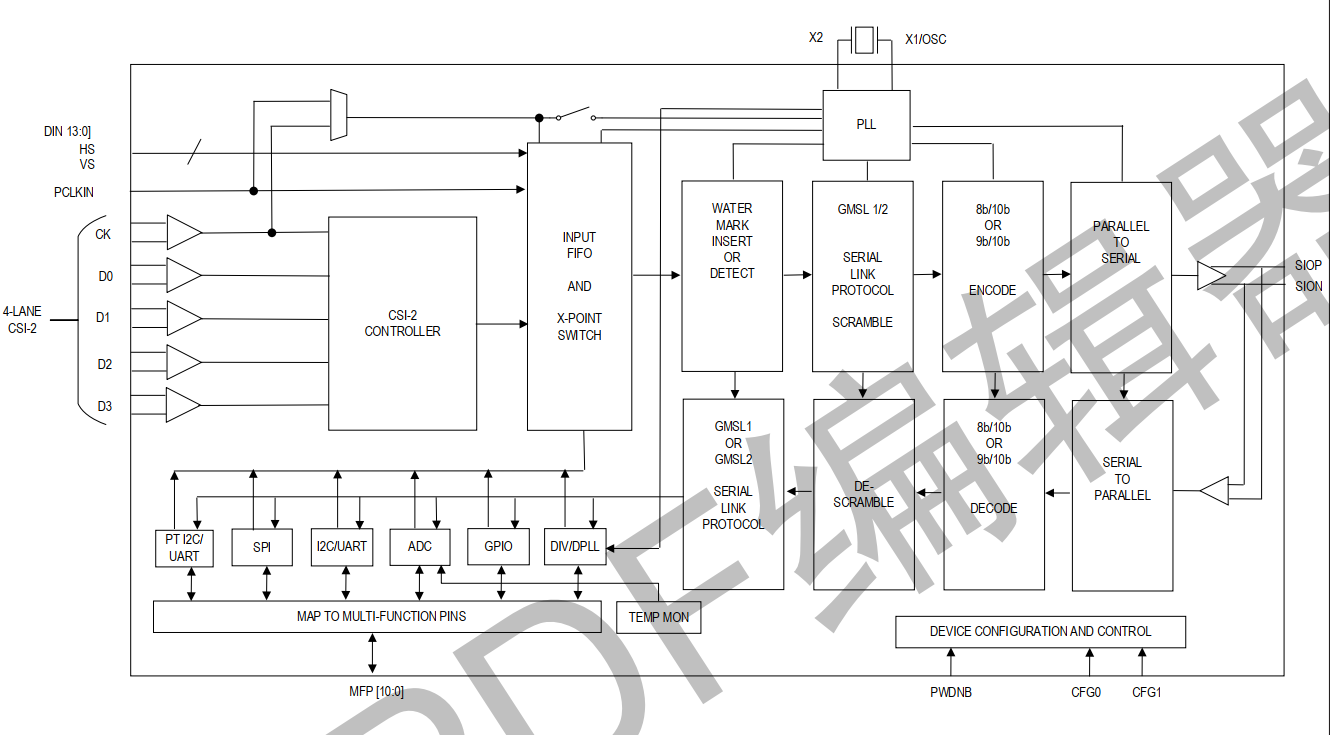 X2
X1/OSC
PLL
DIN 13:0]
HS
VS
PCLKIN
CK
D0
D1
D2
D3
4-LANE
CSI-2
CSI-2
CONTROLLER
INPUT
FIFO
AND
X-POINT
SWITCH
WATER
MARK
INSERT
OR
DETECT
GMSL 1/2
SERIAL
LINK
PROTOCOL
SCRAMBLE
8b/10b
OR
9b/10b
ENCODE
PARALLEL
TO
SERIAL
SIOP
SION
GMSL1
OR
GMSL2
SERIAL
LINK
PROTOCOL
DE-
SCRAMBLE
8b/10b
OR
9b/10b
DECODE
SERIAL
TO
PARALLEL
PT I2C/
UART
SPI
I2C/UART
ADC
GPIO
DIV/DPLL
MAP TO MULTI-FUNCTION PINS
TEMP MON
DEVICE CONFIGURATION AND CONTROL
MFP [10:0]
PWDNB
CFG0
CFG1
PDF编辑器